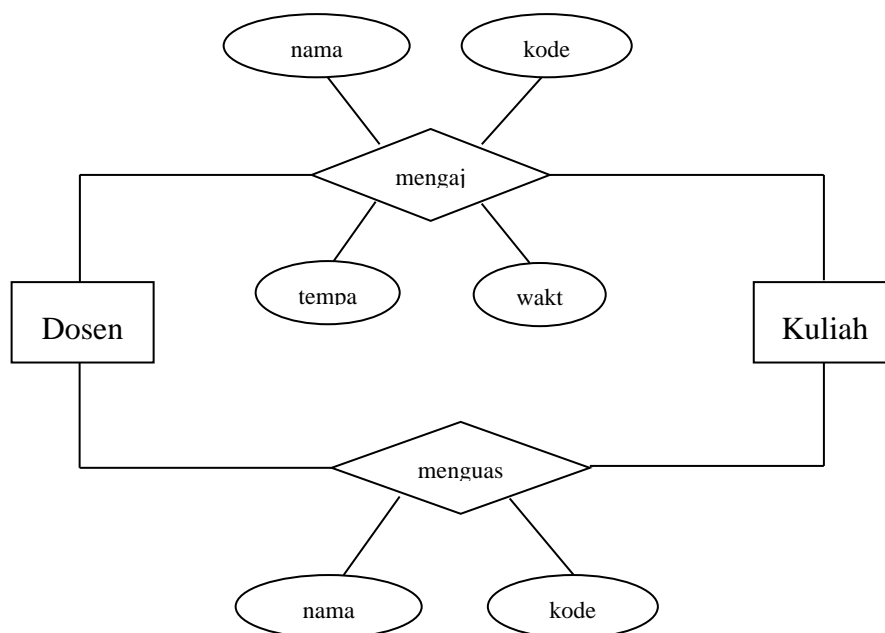 nama
kode
mengaj
tempa
wakt
Dosen
Kuliah
menguas
nama
kode